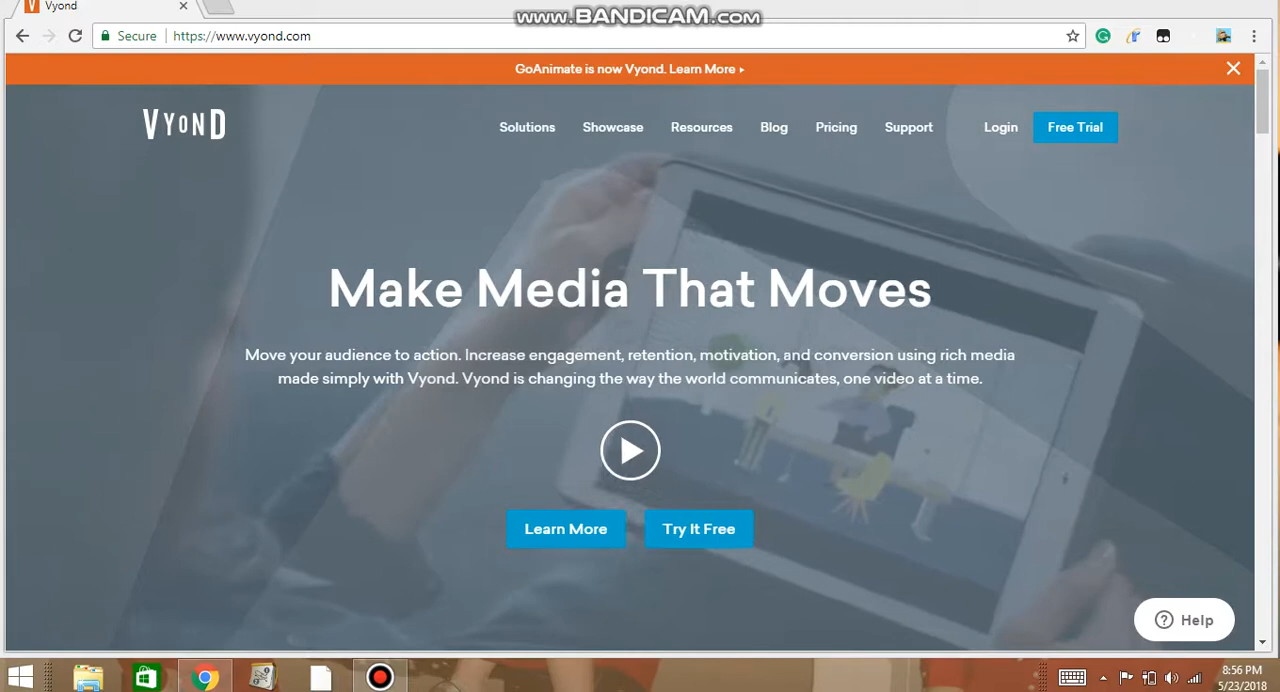 Vyond
www.BANDICAM.com
Secure
https://www.vyond.com
GoAnimate is now Vyond. Learn More ▸
VYOND
Solutions
Showcase
Resources
Blog
Pricing
Support
Login
Free Trial
Make Media That Moves
Move your audience to action. Increase engagement, retention, motivation, and conversion using rich media
made simply with Vyond. Vyond is changing the way the world communicates, one video at a time.
Learn More
Try It Free
Help
8:56 PM
5/23/2018